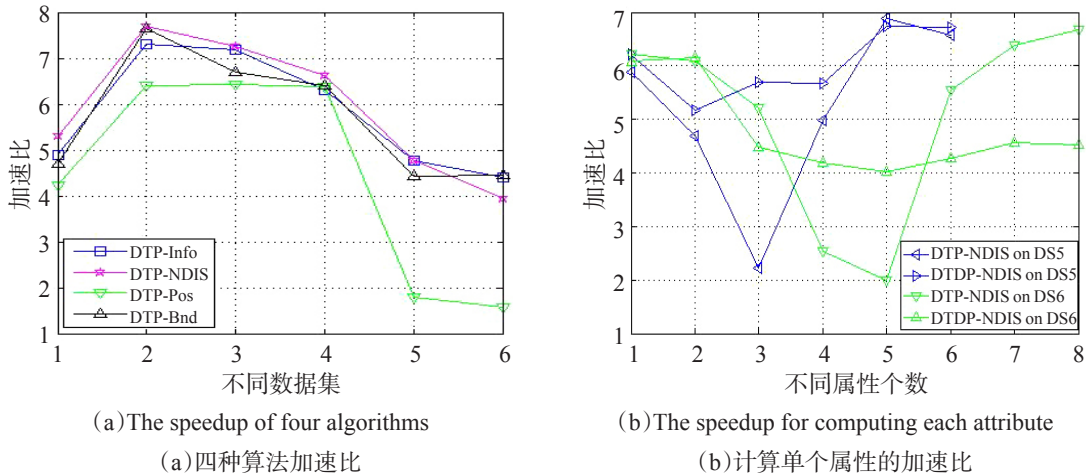 8
7
6
5
4
3
2
1
加速比
DTP-Info
DTP-NDIS
DTP-Pos
DTP-Bnd
1 2 3 4 5 6
不同数据集
(a)The speedup of four algorithms
(a)四种算法加速比
7
6
5
4
3
2
1
加速比
DTP-NDIS on DS5
DTDP-NDIS on DS5
DTP-NDIS on DS6
DTDP-NDIS on DS6
1 2 3 4 5 6 7 8
不同属性个数
(b)The speedup for computing each attribute
(b)计算单个属性的加速比